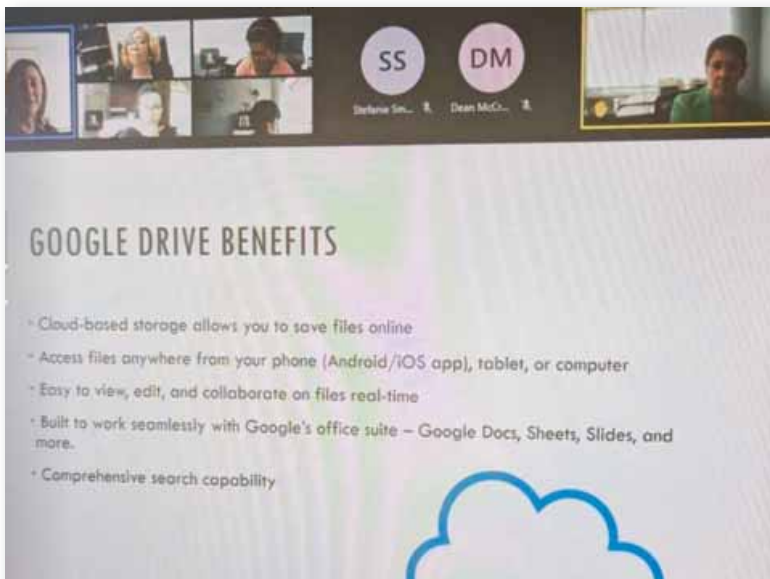 SS
DM
Stefanie Sm...
Dean McCr...
GOOGLE DRIVE BENEFITS
• Cloud-based storage allows you to save files online
• Access files anywhere from your phone (Android/iOS app), tablet, or computer
• Easy to view, edit, and collaborate on files real-time
• Built to work seamlessly with Google's office suite – Google Docs, Sheets, Slides, and
more.
• Comprehensive search capability